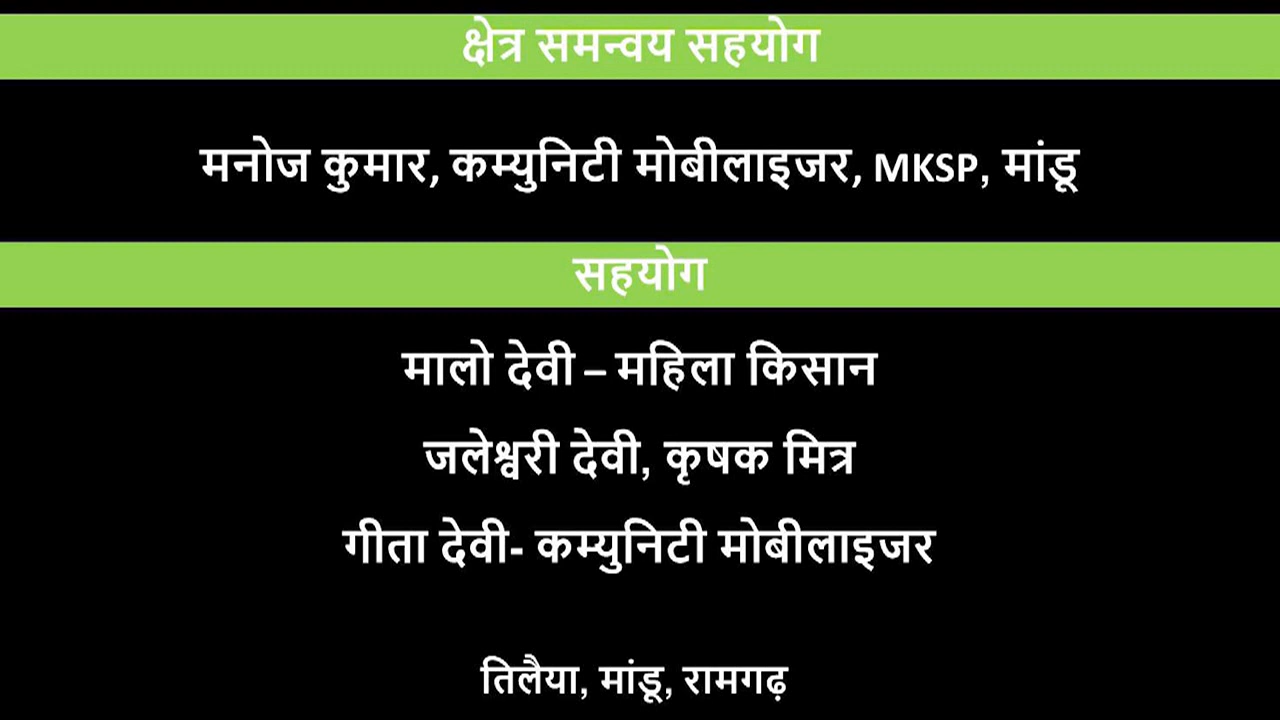 क्षेत्र समन्वय सहयोग
मनोज कुमार, कम्युनिटी मोबीलाइजर, MKSP, मांडू
सहयोग
मालो देवी – महिला किसान
जलेश्वरी देवी, कृषक मित्र
गीता देवी- कम्युनिटी मोबीलाइजर
तिलैया, मांडू, रामगढ़